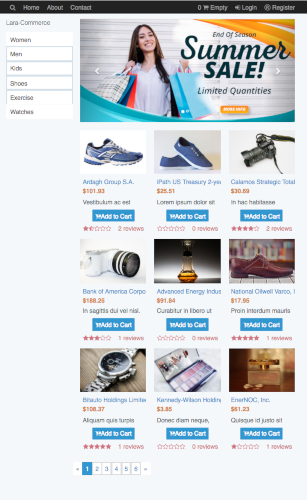 Home About Contact 0 Empty Login Register
Lara-Commerce
Women
Men
Kids
Shoes
Exercise
Watches
End Of Season
Summer
SALE!
Limited Quantities
MORE INFO
Ardagh Group S.A.
$101.93
Vestibulum ac est
Add to Cart
2 reviews
iPath US Treasury 2-yea
$25.51
Lorem ipsum dolor sit
Add to Cart
0 reviews
Calamos Strategic Total
$30.69
In hac habitasse
Add to Cart
2 reviews
Bank of America Corpo
$188.25
In sagittis dui vel nisl.
Add to Cart
3 reviews
Advanced Energy Indus
$91.84
Curabitur in libero ut
Add to Cart
0 reviews
National Oilwell Varco, I
$17.95
Proin interdum mauris
Add to Cart
1 reviews
Bitauto Holdings Limited
$108.37
Aliquam quis turpis
Add to Cart
1 reviews
Kennedy-Wilson Holding
$3.85
Donec diam neque,
Add to Cart
0 reviews
EnerNOC, Inc.
$61.23
Quisque id justo sit
Add to Cart
1 reviews
« 1 2 3 4 5 6 »